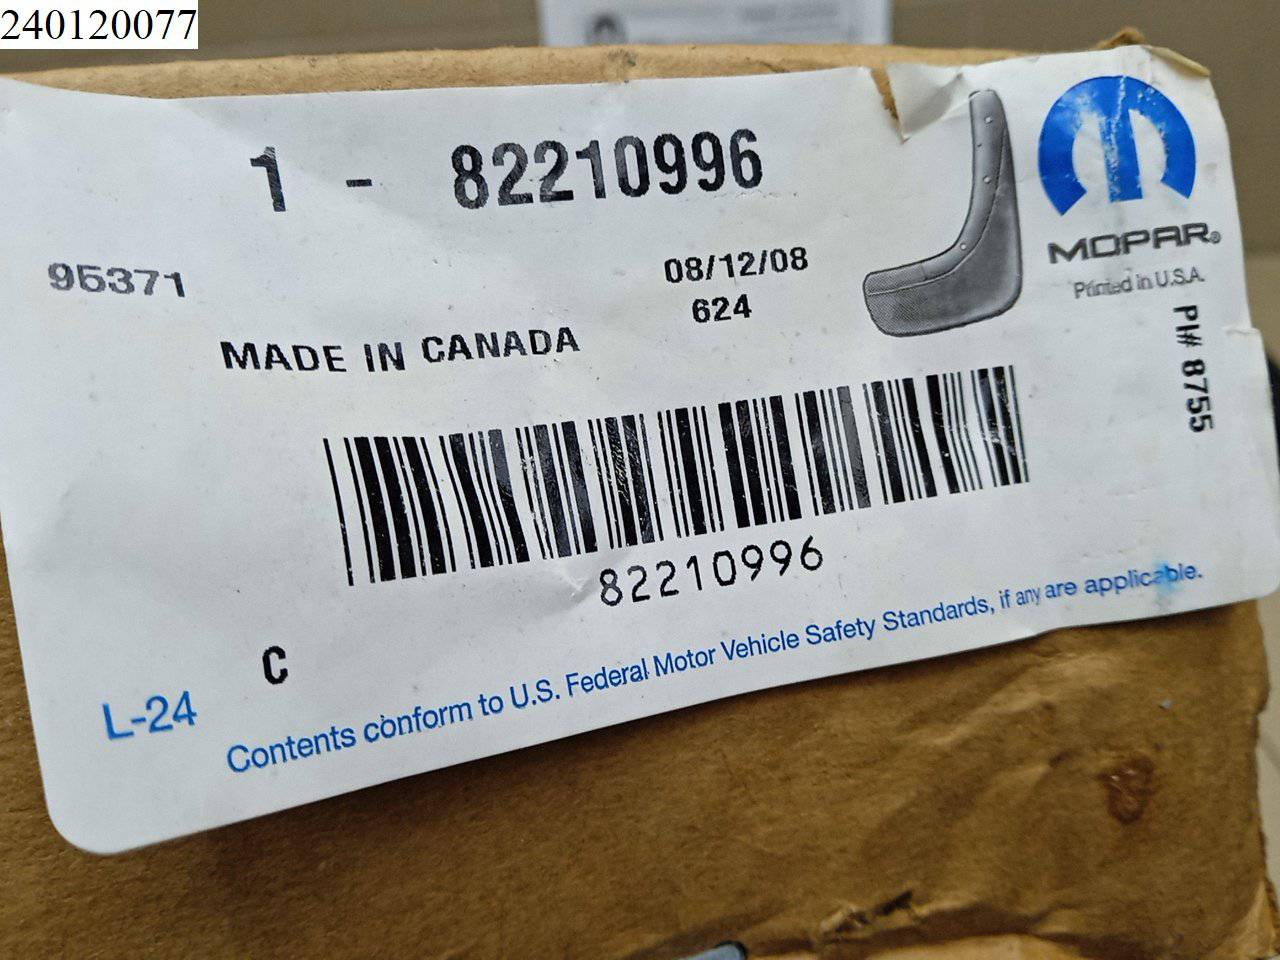 240120077
1 - 82210996
95371
08/12/08
624
MADE IN CANADA
MOPAR®
Printed in U.S.A.
PI# 8755
82210996
C
L-24
Contents conform to U.S. Federal Motor Vehicle Safety Standards, if any are applicable.